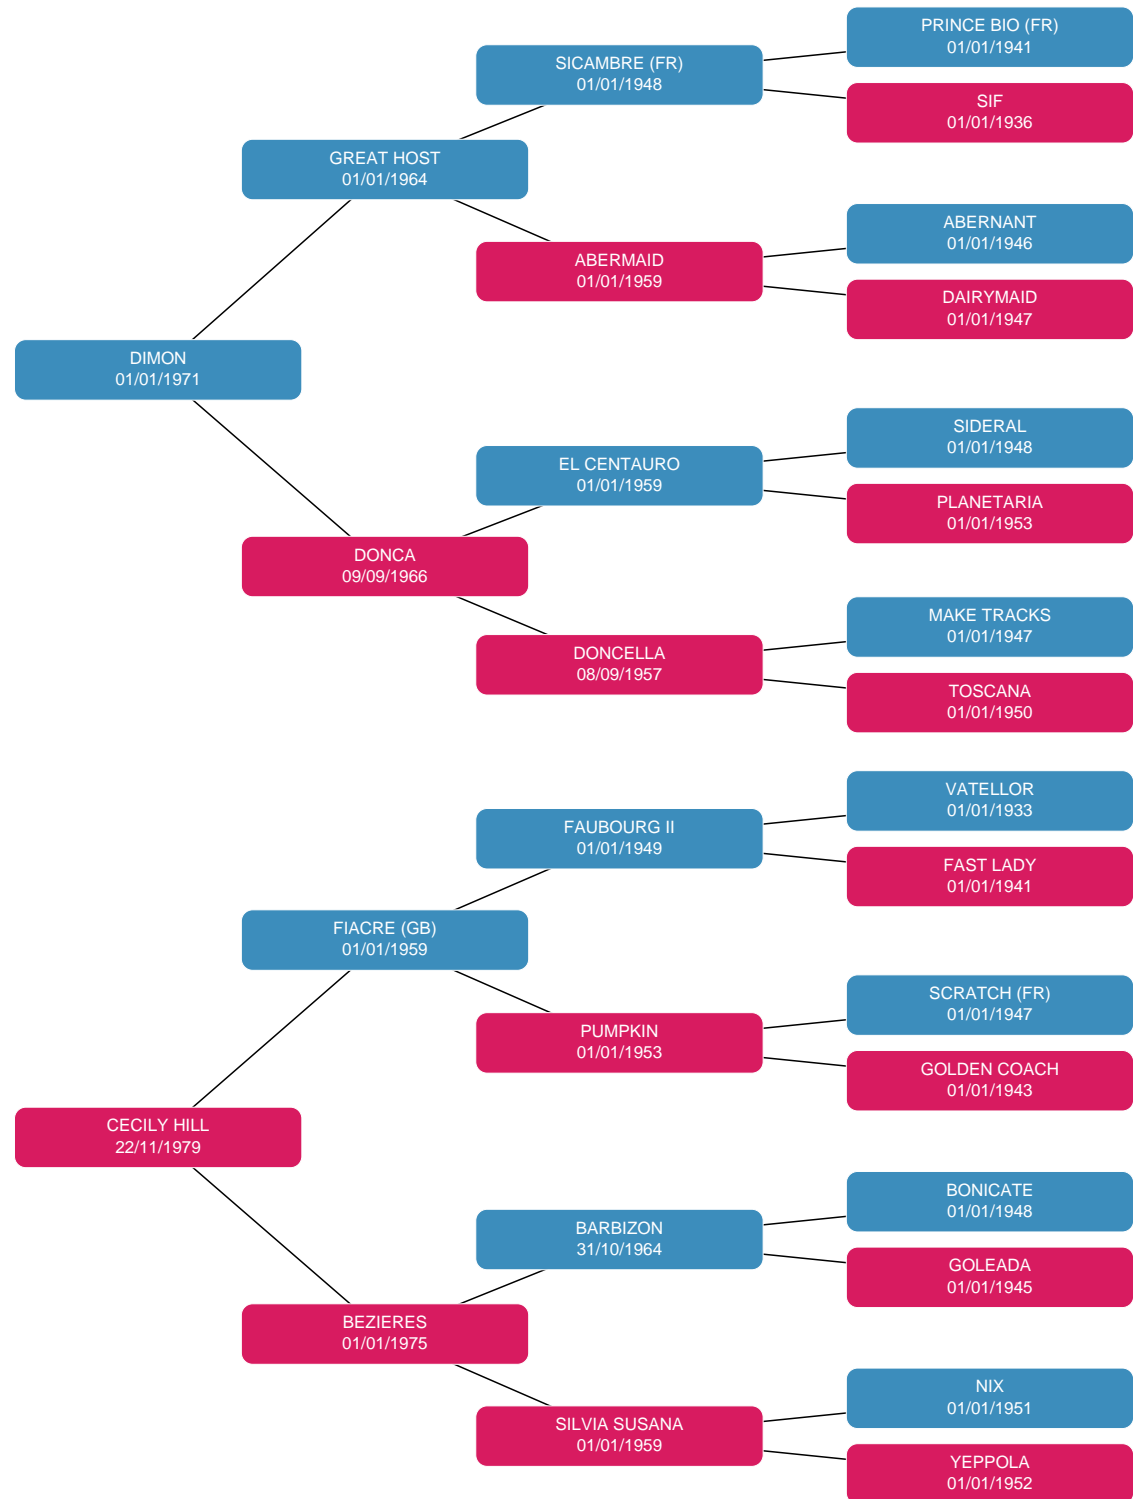 PRINCE BIO (FR)
01/01/1941
SICAMBRE (FR)
01/01/1948
SIF
01/01/1936
GREAT HOST
01/01/1964
ABERNANT
01/01/1946
ABERMAID
01/01/1959
DAIRYMAID
01/01/1947
DIMON
01/01/1971
SIDERAL
01/01/1948
EL CENTAURO
01/01/1959
PLANETARIA
01/01/1953
DONCA
09/09/1966
MAKE TRACKS
01/01/1947
DONCELLA
08/09/1957
TOSCANA
01/01/1950
VATELLOR
01/01/1933
FAUBOURG II
01/01/1949
FAST LADY
01/01/1941
FIACRE (GB)
01/01/1959
SCRATCH (FR)
01/01/1947
PUMPKIN
01/01/1953
GOLDEN COACH
01/01/1943
CECILY HILL
22/11/1979
BONICATE
01/01/1948
BARBIZON
31/10/1964
GOLEADA
01/01/1945
BEZIERES
01/01/1975
NIX
01/01/1951
SILVIA SUSANA
01/01/1959
YEPPOLA
01/01/1952